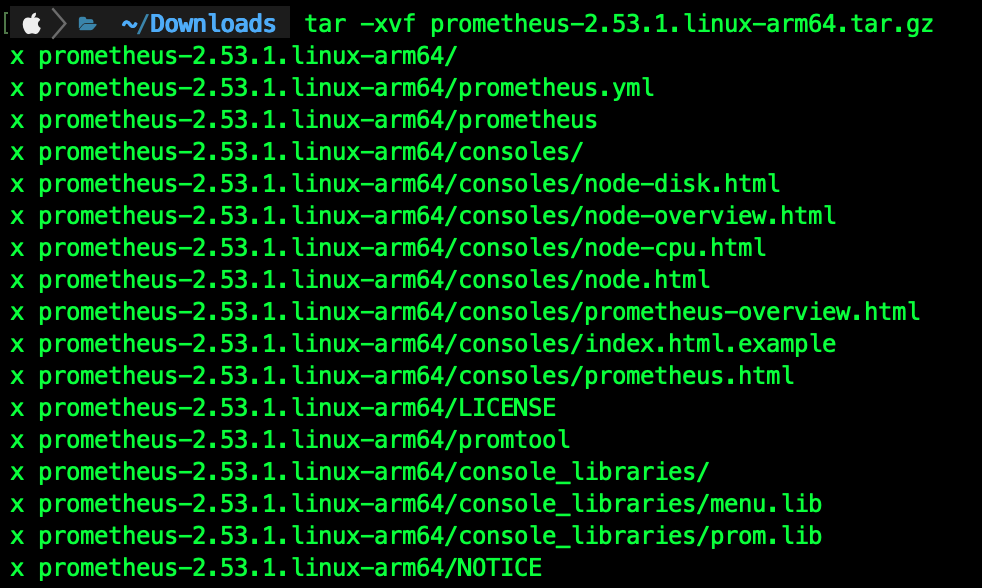 ~/Downloads tar -xvf prometheus-2.53.1.linux-arm64.tar.gz
x prometheus-2.53.1.linux-arm64/
x prometheus-2.53.1.linux-arm64/prometheus.yml
x prometheus-2.53.1.linux-arm64/prometheus
x prometheus-2.53.1.linux-arm64/consoles/
x prometheus-2.53.1.linux-arm64/consoles/node-disk.html
x prometheus-2.53.1.linux-arm64/consoles/node-overview.html
x prometheus-2.53.1.linux-arm64/consoles/node-cpu.html
x prometheus-2.53.1.linux-arm64/consoles/node.html
x prometheus-2.53.1.linux-arm64/consoles/prometheus-overview.html
x prometheus-2.53.1.linux-arm64/consoles/index.html.example
x prometheus-2.53.1.linux-arm64/consoles/prometheus.html
x prometheus-2.53.1.linux-arm64/LICENSE
x prometheus-2.53.1.linux-arm64/promtool
x prometheus-2.53.1.linux-arm64/console_libraries/
x prometheus-2.53.1.linux-arm64/console_libraries/menu.lib
x prometheus-2.53.1.linux-arm64/console_libraries/prom.lib
x prometheus-2.53.1.linux-arm64/NOTICE